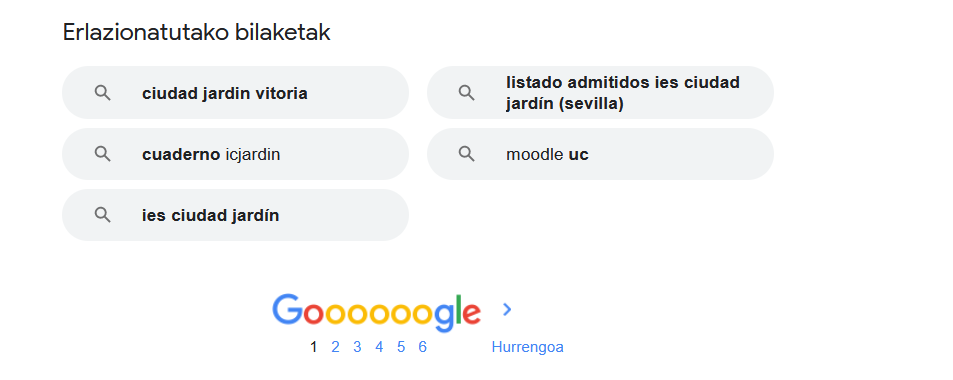 Erlazionatutako bilaketak
ciudad jardin vitoria
listado admitidos ies ciudad
jardín (sevilla)
cuaderno icjardin
moodle uc
ies ciudad jardín
Goooooogle
1 2 3 4 5 6 Hurrengoa